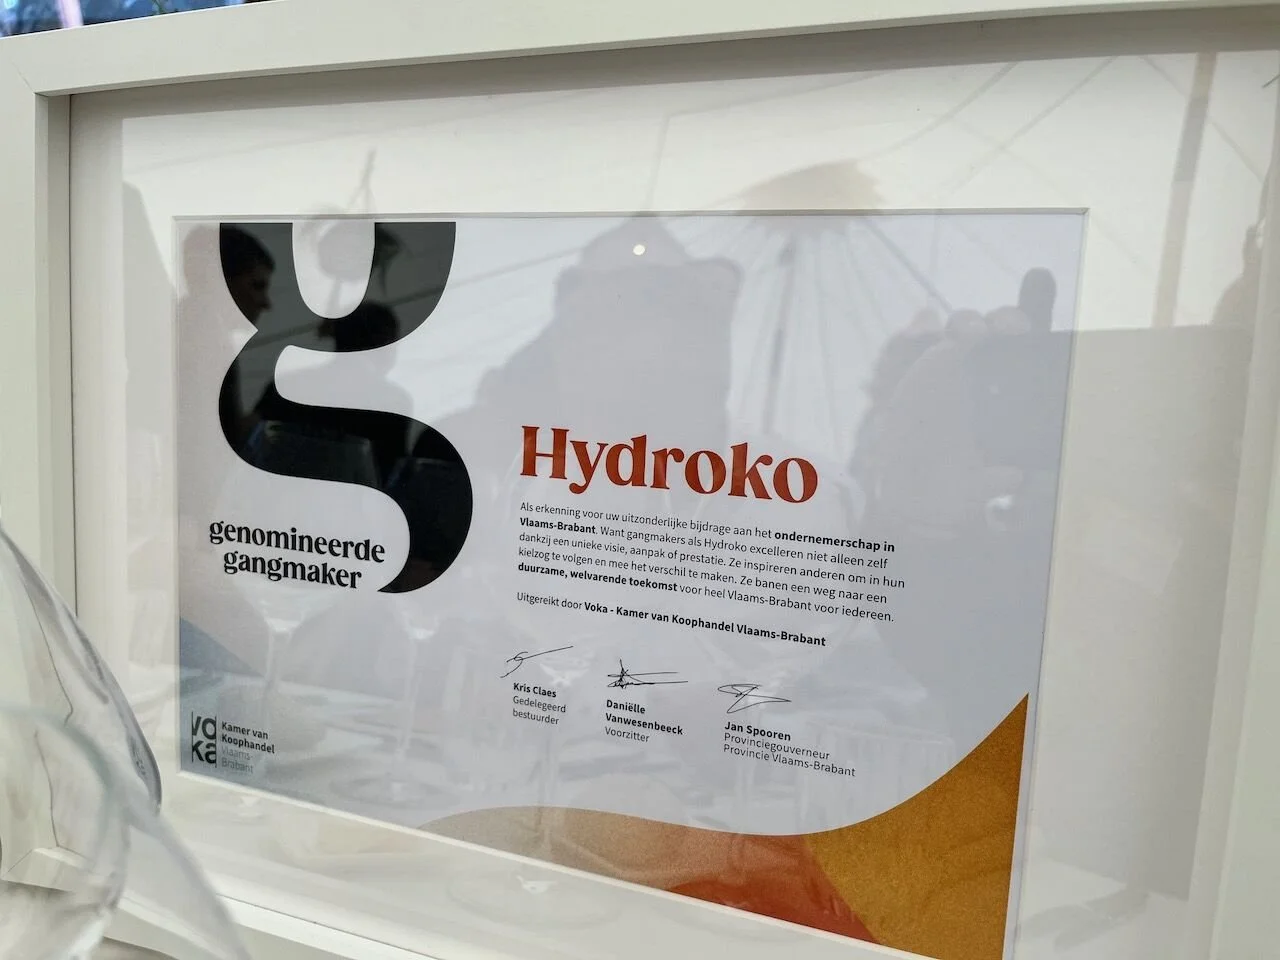 genomineerde
gangmaker
Hydroko
Als erkenning voor uw uitzonderlijke bijdrage aan het ondernemerschap in
Vlaams-Brabant. Want gangmakers als Hydroko excelleren niet alleen zelf
dankzij een unieke visie, aanpak of prestatie. Ze inspireren anderen om in hun
kielzog te volgen en mee het verschil te maken. Ze banen een weg naar een
duurzame, welvarende toekomst voor heel Vlaams-Brabant voor iedereen.
Uitgereikt door Voka - Kamer van Koophandel Vlaams-Brabant
Kris Claes
Gedelegeerd
bestuurder
Daniëlle
Vanwesenbeeck
Voorzitter
Jan Spooren
Provinciegouverneur
Provincie Vlaams-Brabant
vo
ka
Kamer van
Koophandel
Vlaams-
Brabant